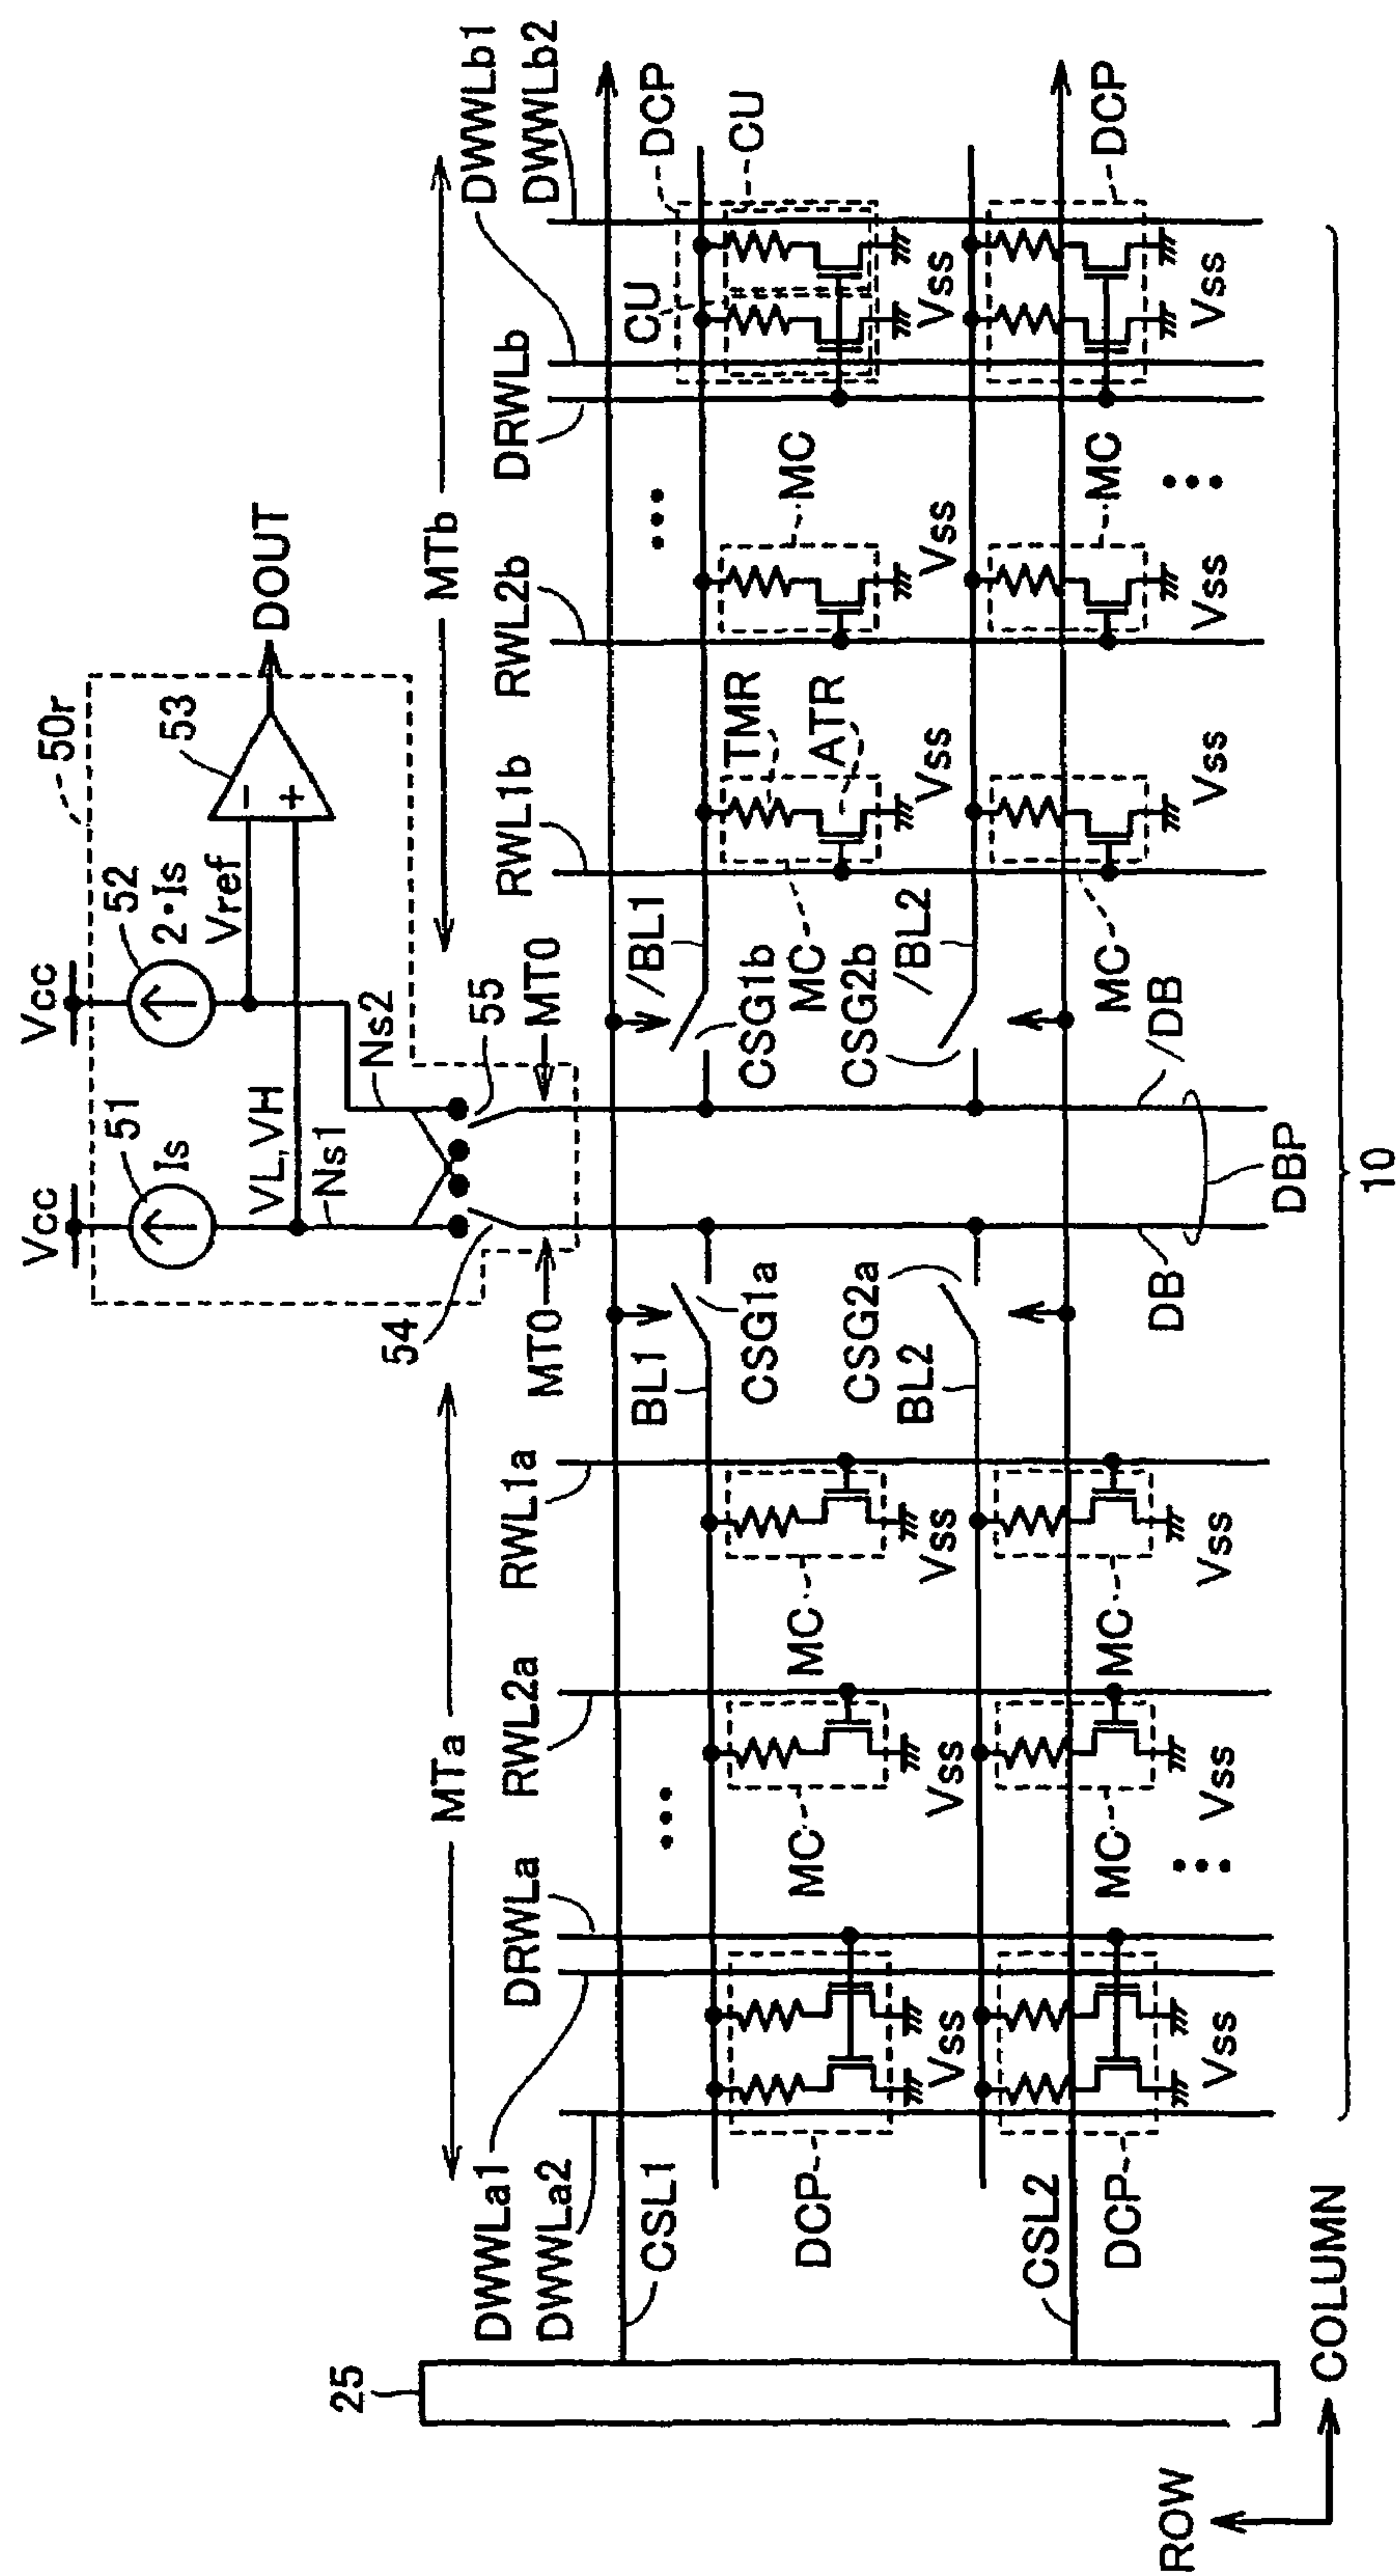 50r
Vcc
Vcc
51
52
Is
2•Is
53
DOUT
VL,VH
Vref
−
+
Ns1
Ns2
54
55
MT0
MT0
MTa
MTb
DWWLa1
DWWLa2
DRWLa
RWL2a
RWL1a
RWL1b
RWL2b
DRWLb
DWWLb1
DWWLb2
25
CSL1
BL1
/BL1
DCP
CU
CU
CSG1a
CSG1b
TMR
ATR
DCP
MC
MC
MC
MC
Vss
Vss
Vss
Vss
Vss
Vss
CSG2a
CSG2b
BL2
/BL2
CSL2
DCP
MC
MC
MC
MC
DCP
Vss
Vss
Vss
Vss
Vss
Vss
DB
/DB
DBP
10
ROW
COLUMN